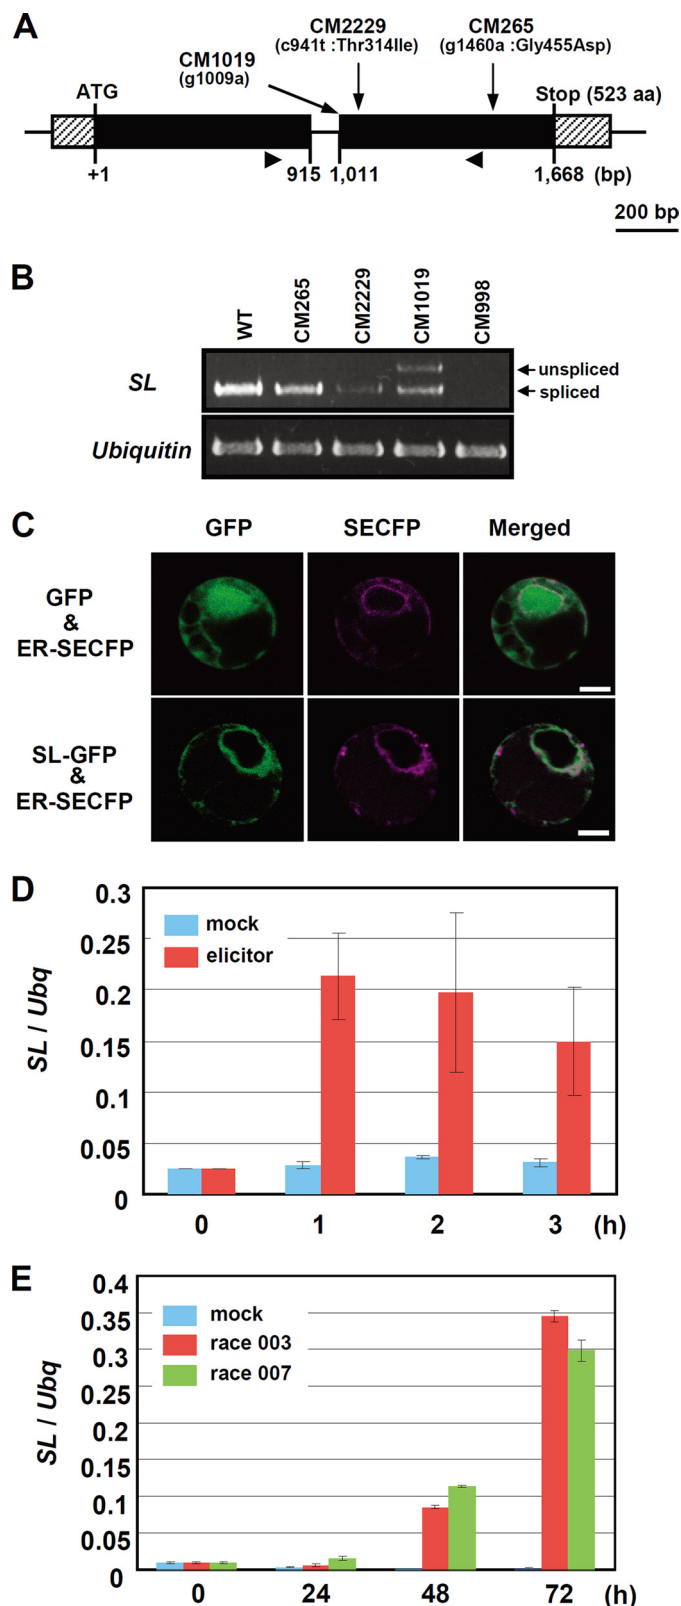 A
CM2229
(c941t :Thr314Ile)
CM265
(g1460a :Gly455Asp)
CM1019
(g1009a)
ATG
Stop (523 aa)
+1
915
1,011
1,668
(bp)
200 bp
B
WT
CM265
CM2229
CM1019
CM998
SL
unspliced
spliced
Ubiquitin
C
GFP
SECFP
Merged
GFP
&
ER-SECFP
SL-GFP
&
ER-SECFP
D
0.3
0.25
0.2
0.15
0.1
0.05
0
SL / Ubq
mock
elicitor
0 1 2 3 (h)
E
0.4
0.35
0.3
0.25
0.2
0.15
0.1
0.05
0
SL / Ubq
mock
race 003
race 007
0 24 48 72 (h)